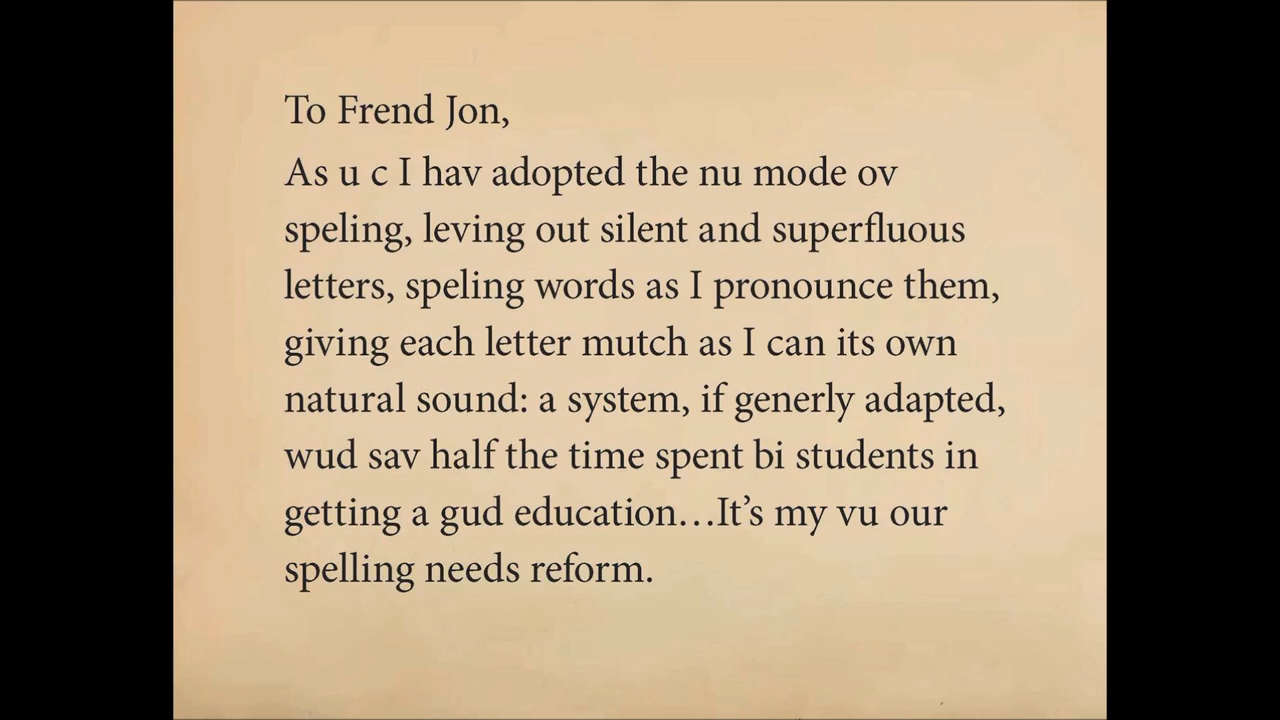 To Frend Jon,
As u c I hav adopted the nu mode ov
speling, leving out silent and superfluous
letters, speling words as I pronounce them,
giving each letter mutch as I can its own
natural sound: a system, if generly adapted,
wud sav half the time spent bi students in
getting a gud education…It’s my vu our
spelling needs reform.